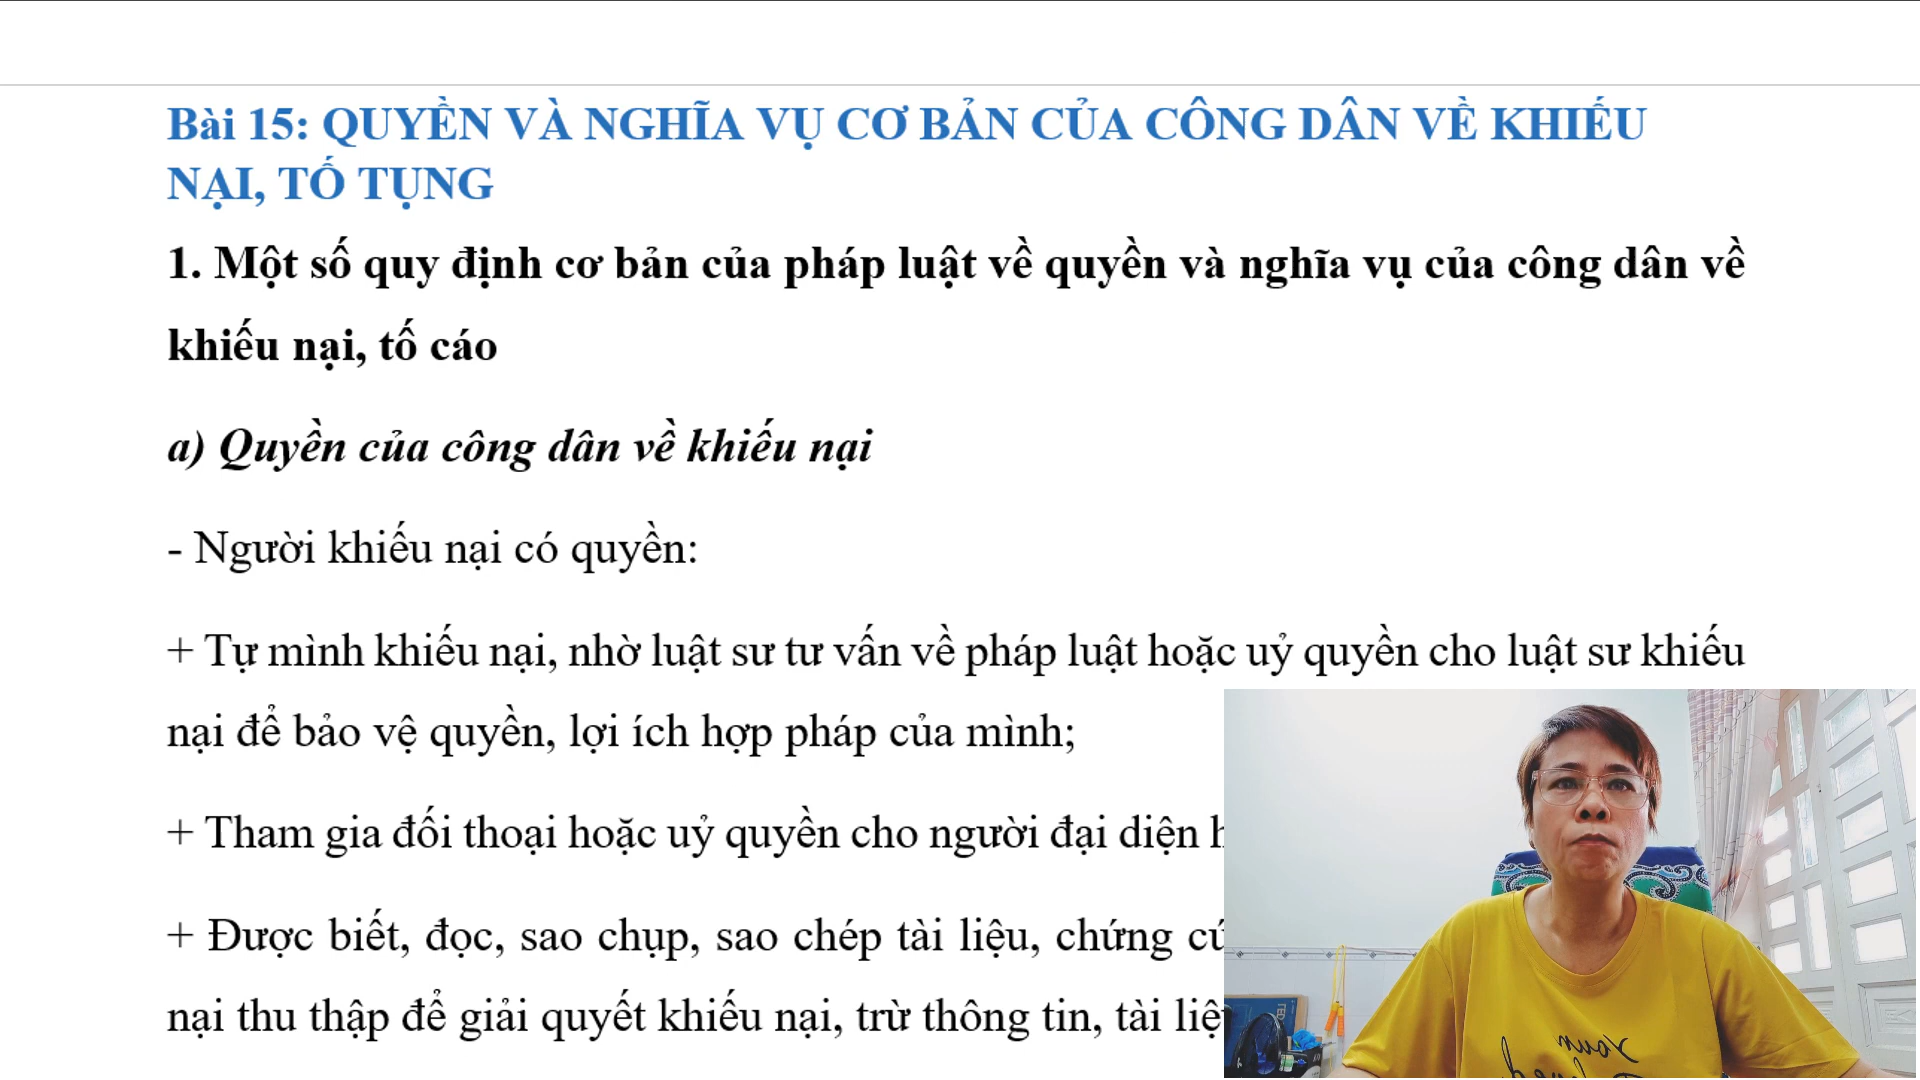 Bài 15: QUYỀN VÀ NGHĨA VỤ CƠ BẢN CỦA CÔNG DÂN VỀ KHIẾU
NẠI, TỐ TỤNG
1. Một số quy định cơ bản của pháp luật về quyền và nghĩa vụ của công dân về
khiếu nại, tố cáo
a) Quyền của công dân về khiếu nại
- Người khiếu nại có quyền:
+ Tự mình khiếu nại, nhờ luật sư tư vấn về pháp luật hoặc uỷ quyền cho luật sư khiếu
nại để bảo vệ quyền, lợi ích hợp pháp của mình;
+ Tham gia đối thoại hoặc uỷ quyền cho người đại diện
+ Được biết, đọc, sao chụp, sao chép tài liệu, chứng cứ
nại thu thập để giải quyết khiếu nại, trừ thông tin, tài
Your